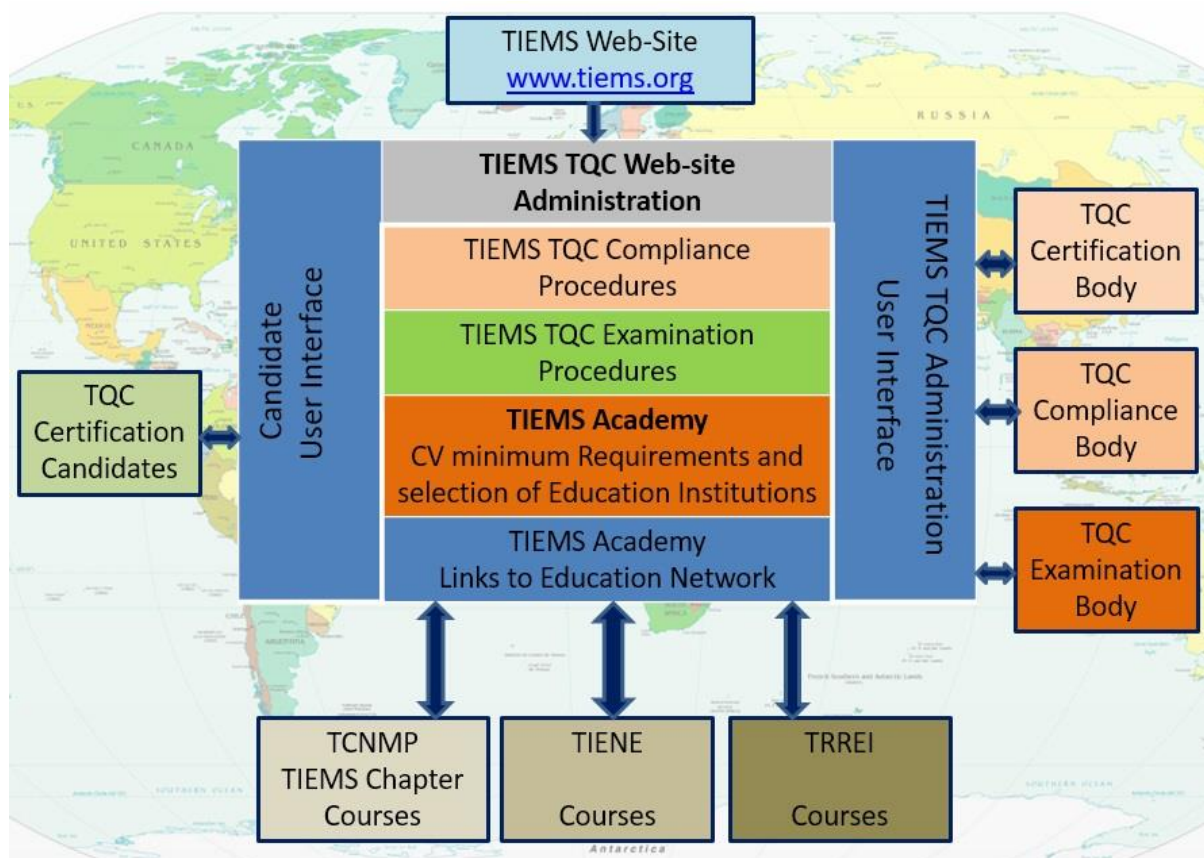 TIEMS Web-Site
www.tiems.org
RUSSIA
CANADA
UNITED STATES
TIEMS TQC Web-site
Administration
TIEMS TQC Compliance
Procedures
TIEMS TQC Examination
Procedures
TIEMS Academy
CV minimum Requirements and
selection of Education Institutions
TIEMS Academy
Links to Education Network
Candidate
User Interface
TIEMS TQC Administration
User Interface
TQC
Certification
Candidates
TQC
Certification
Body
TQC
Compliance
Body
TQC
Examination
Body
TCNMP
TIEMS Chapter
Courses
TIENE
Courses
TRREI
Courses
Antarctica